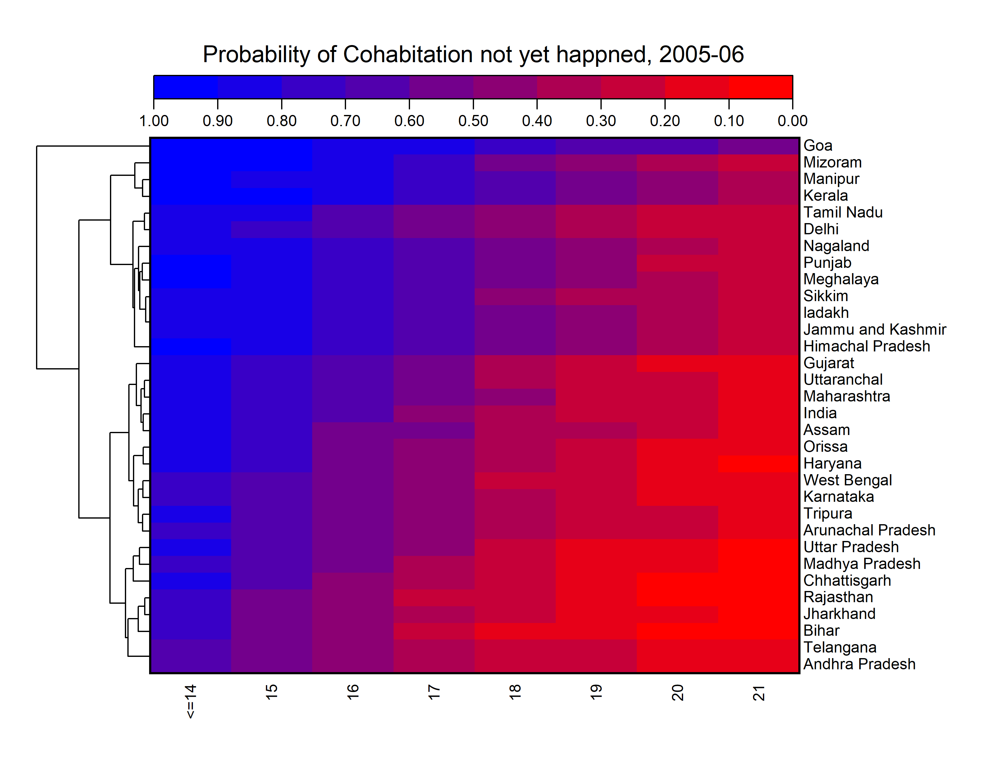 Probability of Cohabitation not yet happned, 2005-06
1.00 0.90 0.80 0.70 0.60 0.50 0.40 0.30 0.20 0.10 0.00
Goa
Mizoram
Manipur
Kerala
Tamil Nadu
Delhi
Nagaland
Punjab
Meghalaya
Sikkim
ladakh
Jammu and Kashmir
Himachal Pradesh
Gujarat
Uttaranchal
Maharashtra
India
Assam
Orissa
Haryana
West Bengal
Karnataka
Tripura
Arunachal Pradesh
Uttar Pradesh
Madhya Pradesh
Chhattisgarh
Rajasthan
Jharkhand
Bihar
Telangana
Andhra Pradesh
<=14 15 16 17 18 19 20 21